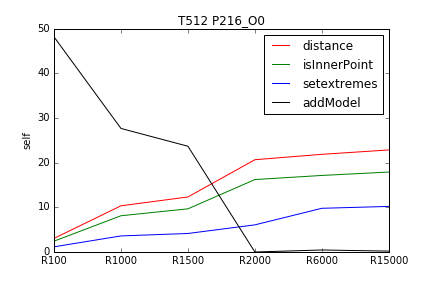 T512 P216_O0
50
40
30
20
10
0
self
distance
isInnerPoint
setextremes
addModel
R100
R1000
R1500
R2000
R6000
R15000